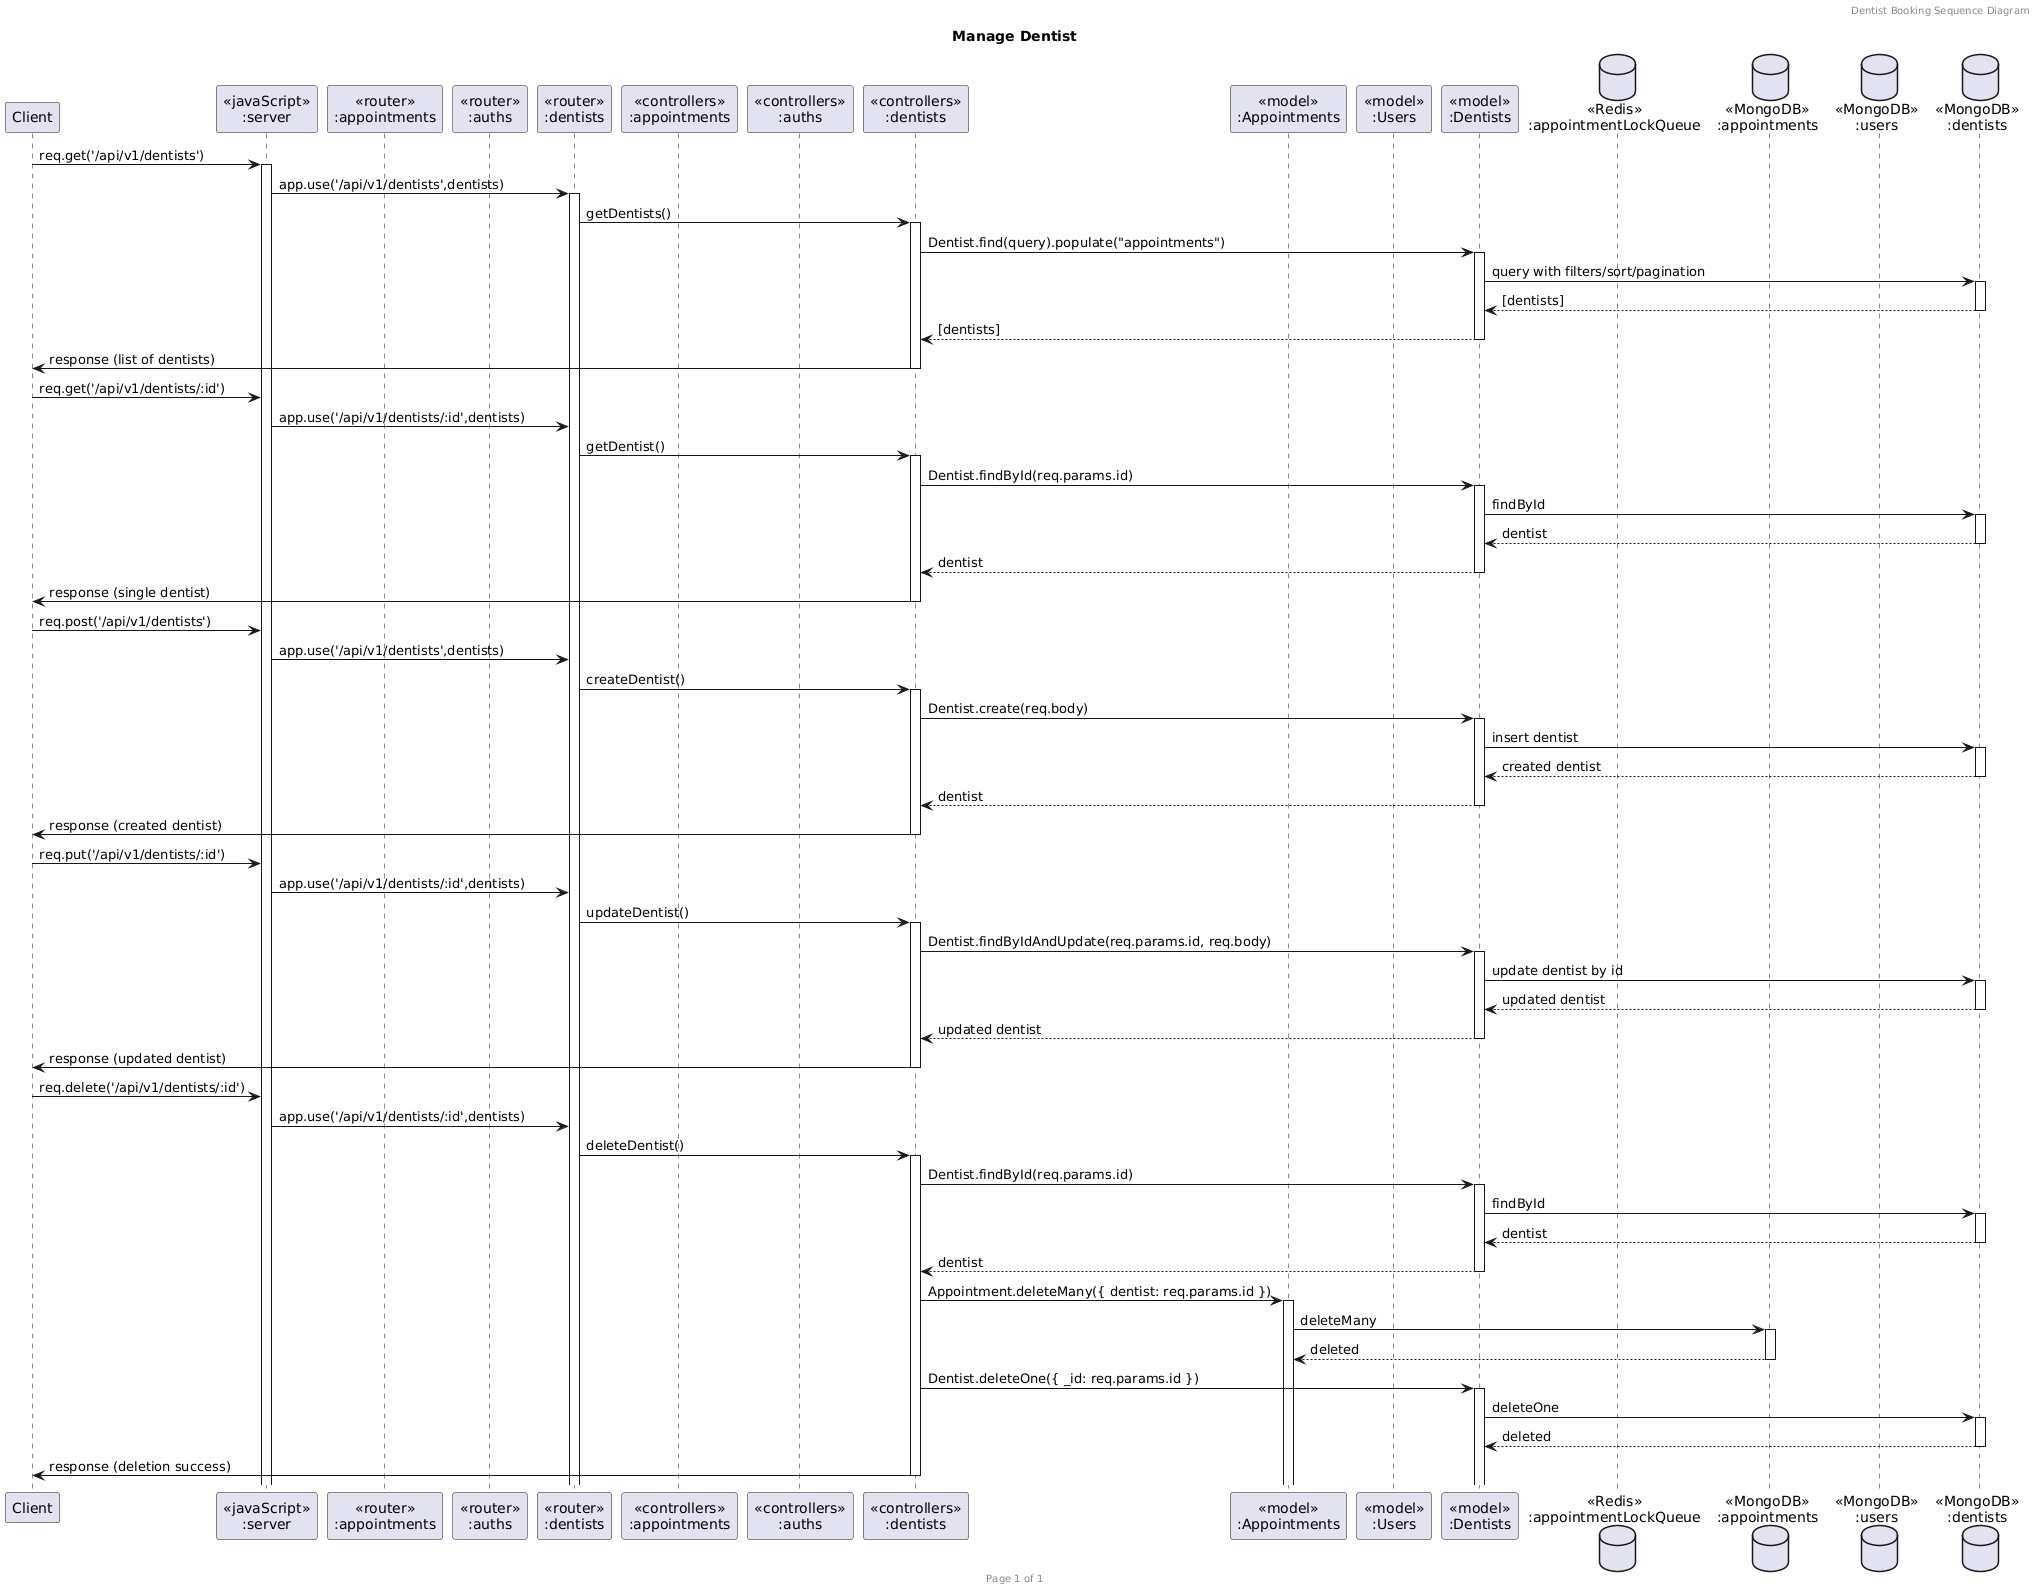 Dentist Booking Sequence Diagram
Manage Dentist
Client
«javaScript»
:server
«router»
:appointments
«router»
:auths
«router»
:dentists
«controllers»
:appointments
«controllers»
:auths
«controllers»
:dentists
«model»
:Appointments
«model»
:Users
«model»
:Dentists
«Redis»
:appointmentLockQueue
«MongoDB»
:appointments
«MongoDB»
:users
«MongoDB»
:dentists
req.get('/api/v1/dentists')
app.use('/api/v1/dentists',dentists)
getDentists()
Dentist.find(query).populate("appointments")
query with filters/sort/pagination
[dentists]
[dentists]
response (list of dentists)
req.get('/api/v1/dentists/:id')
app.use('/api/v1/dentists/:id',dentists)
getDentist()
Dentist.findById(req.params.id)
findById
dentist
dentist
response (single dentist)
req.post('/api/v1/dentists')
app.use('/api/v1/dentists',dentists)
createDentist()
Dentist.create(req.body)
insert dentist
created dentist
dentist
response (created dentist)
req.put('/api/v1/dentists/:id')
app.use('/api/v1/dentists/:id',dentists)
updateDentist()
Dentist.findByIdAndUpdate(req.params.id, req.body)
update dentist by id
updated dentist
updated dentist
response (updated dentist)
req.delete('/api/v1/dentists/:id')
app.use('/api/v1/dentists/:id',dentists)
deleteDentist()
Dentist.findById(req.params.id)
findById
dentist
dentist
Appointment.deleteMany({ dentist: req.params.id })
deleteMany
deleted
Dentist.deleteOne({ _id: req.params.id })
deleteOne
deleted
response (deletion success)
Client
«javaScript»
:server
«router»
:appointments
«router»
:auths
«router»
:dentists
«controllers»
:appointments
«controllers»
:auths
«controllers»
:dentists
«model»
:Appointments
«model»
:Users
«model»
:Dentists
«Redis»
:appointmentLockQueue
«MongoDB»
:appointments
«MongoDB»
:users
«MongoDB»
:dentists
Page 1 of 1